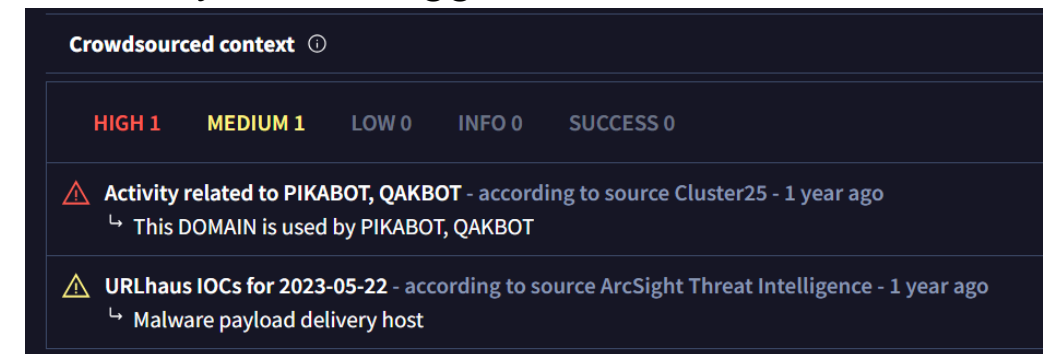 Crowdsourced context
HIGH 1 MEDIUM 1 LOW 0 INFO 0 SUCCESS 0
Activity related to PIKABOT, QAKBOT - according to source Cluster25 - 1 year ago
This DOMAIN is used by PIKABOT, QAKBOT
URLhaus IOCs for 2023-05-22 - according to source ArcSight Threat Intelligence - 1 year ago
Malware payload delivery host